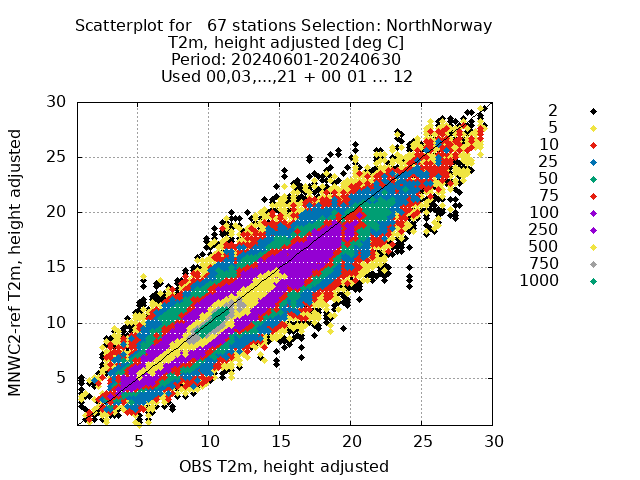 Scatterplot for   67 stations Selection: NorthNorway
T2m, height adjusted [deg C]
Period: 20240601-20240630
Used 00,03,...,21 + 00 01 ... 12
MNWC2-ref T2m, height adjusted
30
25
20
15
10
5
5 10 15 20 25 30
OBS T2m, height adjusted
2
5
10
25
50
75
100
250
500
750
1000